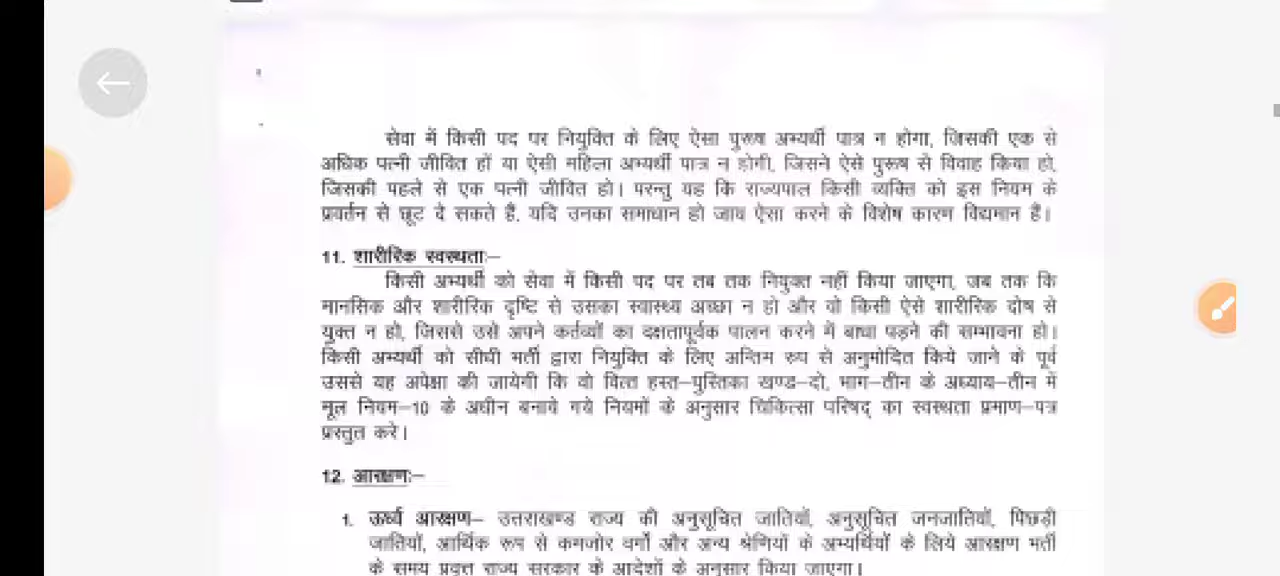 सेवा में किसी पद पर नियुक्ति के लिए ऐसा पुरूष अभ्यर्थी पात्र न होगा, जिसकी एक से
अधिक पत्नी जीवित हों या ऐसी महिला अभ्यर्थी पात्र न होगी, जिसने ऐसे पुरूष से विवाह किया हो,
जिसकी पहले से एक पत्नी जीवित हो। परन्तु यह कि राज्यपाल किसी व्यक्ति को इस नियम के
प्रवर्तन से छूट दे सकते हैं, यदि उनका समाधान हो जाय ऐसा करने के विशेष कारण विद्यमान हैं।
11. शारीरिक स्वस्थता:–
किसी अभ्यर्थी को सेवा में किसी पद पर तब तक नियुक्त नहीं किया जाएगा, जब तक कि
मानसिक और शारीरिक दृष्टि से उसका स्वास्थ्य अच्छा न हो और वो किसी ऐसे शारीरिक दोष से
युक्त न हो, जिससे उसे अपने कर्तव्यों का दक्षतापूर्वक पालन करने में बाधा पड़ने की सम्भावना हो।
किसी अभ्यर्थी को सीधी भर्ती द्वारा नियुक्ति के लिए अन्तिम रूप से अनुमोदित किये जाने के पूर्व
उससे यह अपेक्षा की जायेगी कि वो वित्त हस्त–पुस्तिका खण्ड–दो, भाग–तीन के अध्याय–तीन में
मूल नियम–10 के अधीन बनाये गये नियमों के अनुसार चिकित्सा परिषद् का स्वस्थता प्रमाण–पत्र
प्रस्तुत करे।
12. आरक्षण:–
1. ऊर्ध्व आरक्षण– उत्तराखण्ड राज्य की अनुसूचित जातियों, अनुसूचित जनजातियों, पिछड़ी
जातियों, आर्थिक रूप से कमजोर वर्गों और अन्य श्रेणियों के अभ्यर्थियों के लिये आरक्षण भर्ती
के समय प्रवृत्त राज्य सरकार के आदेशों के अनुसार किया जाएगा।